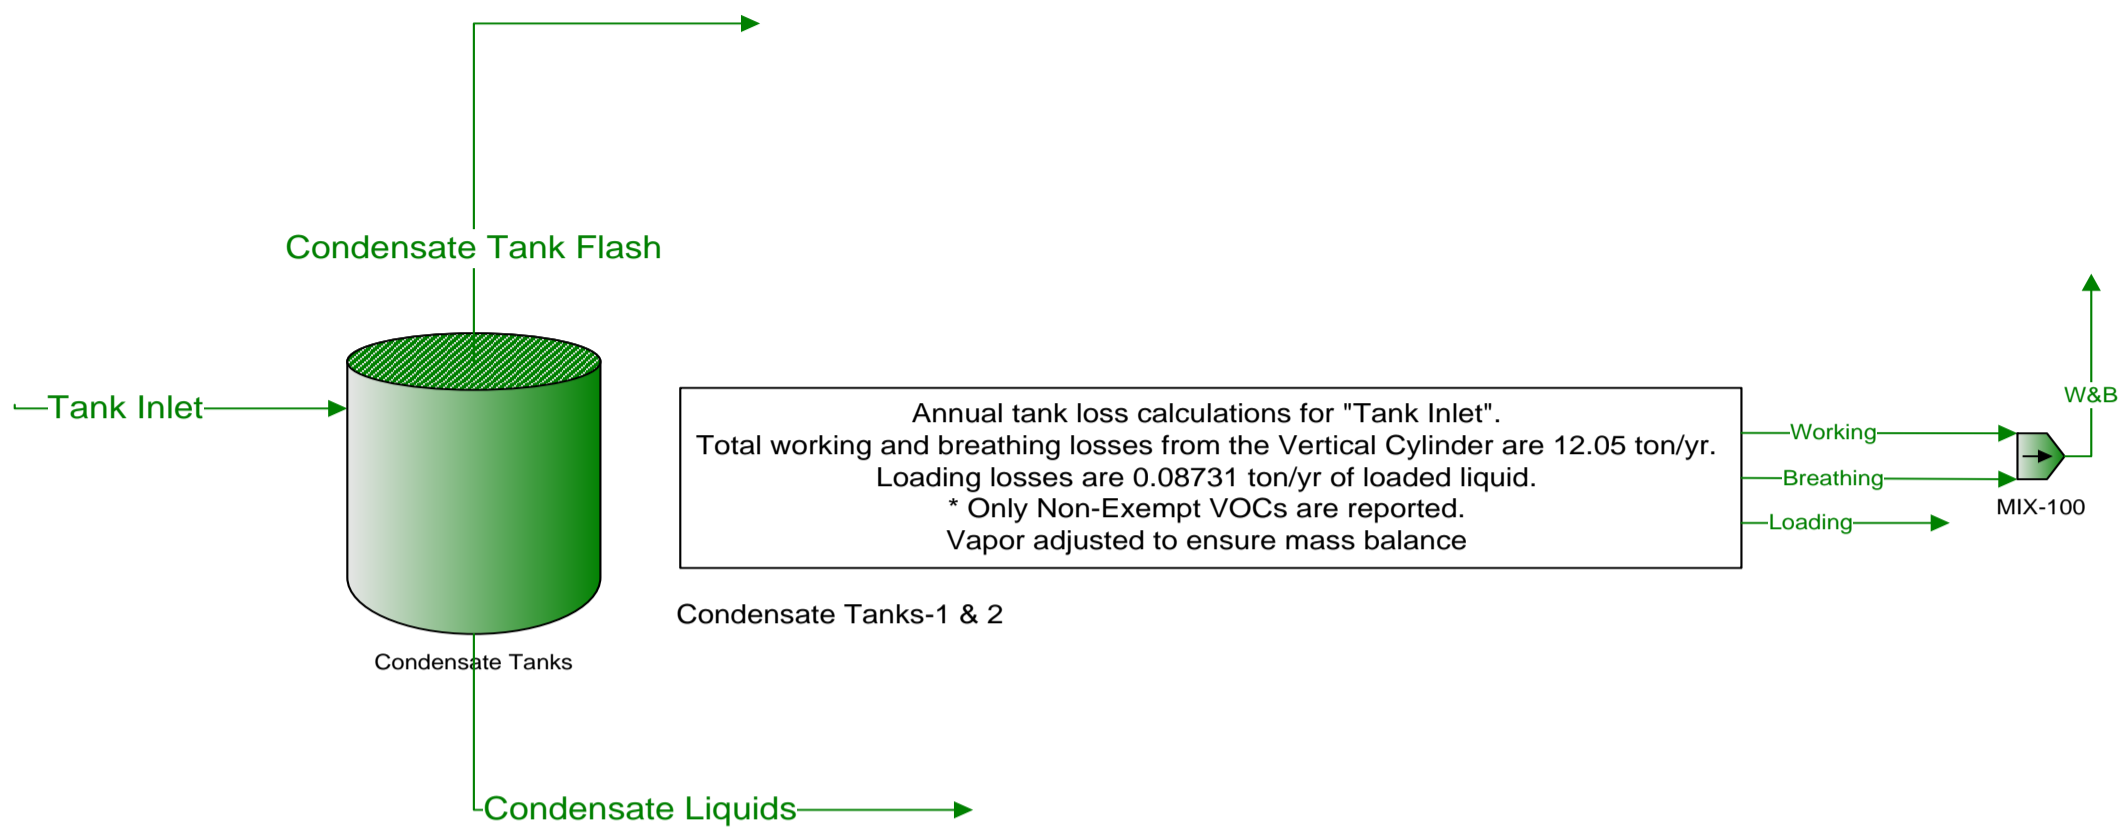 Condensate Tank Flash
Tank Inlet
Annual tank loss calculations for "Tank Inlet".
Total working and breathing losses from the Vertical Cylinder are 12.05 ton/yr.
Loading losses are 0.08731 ton/yr of loaded liquid.
* Only Non-Exempt VOCs are reported.
Vapor adjusted to ensure mass balance
Working
Breathing
Loading
W&B
MIX-100
Condensate Tanks-1 & 2
Condensate Tanks
Condensate Liquids